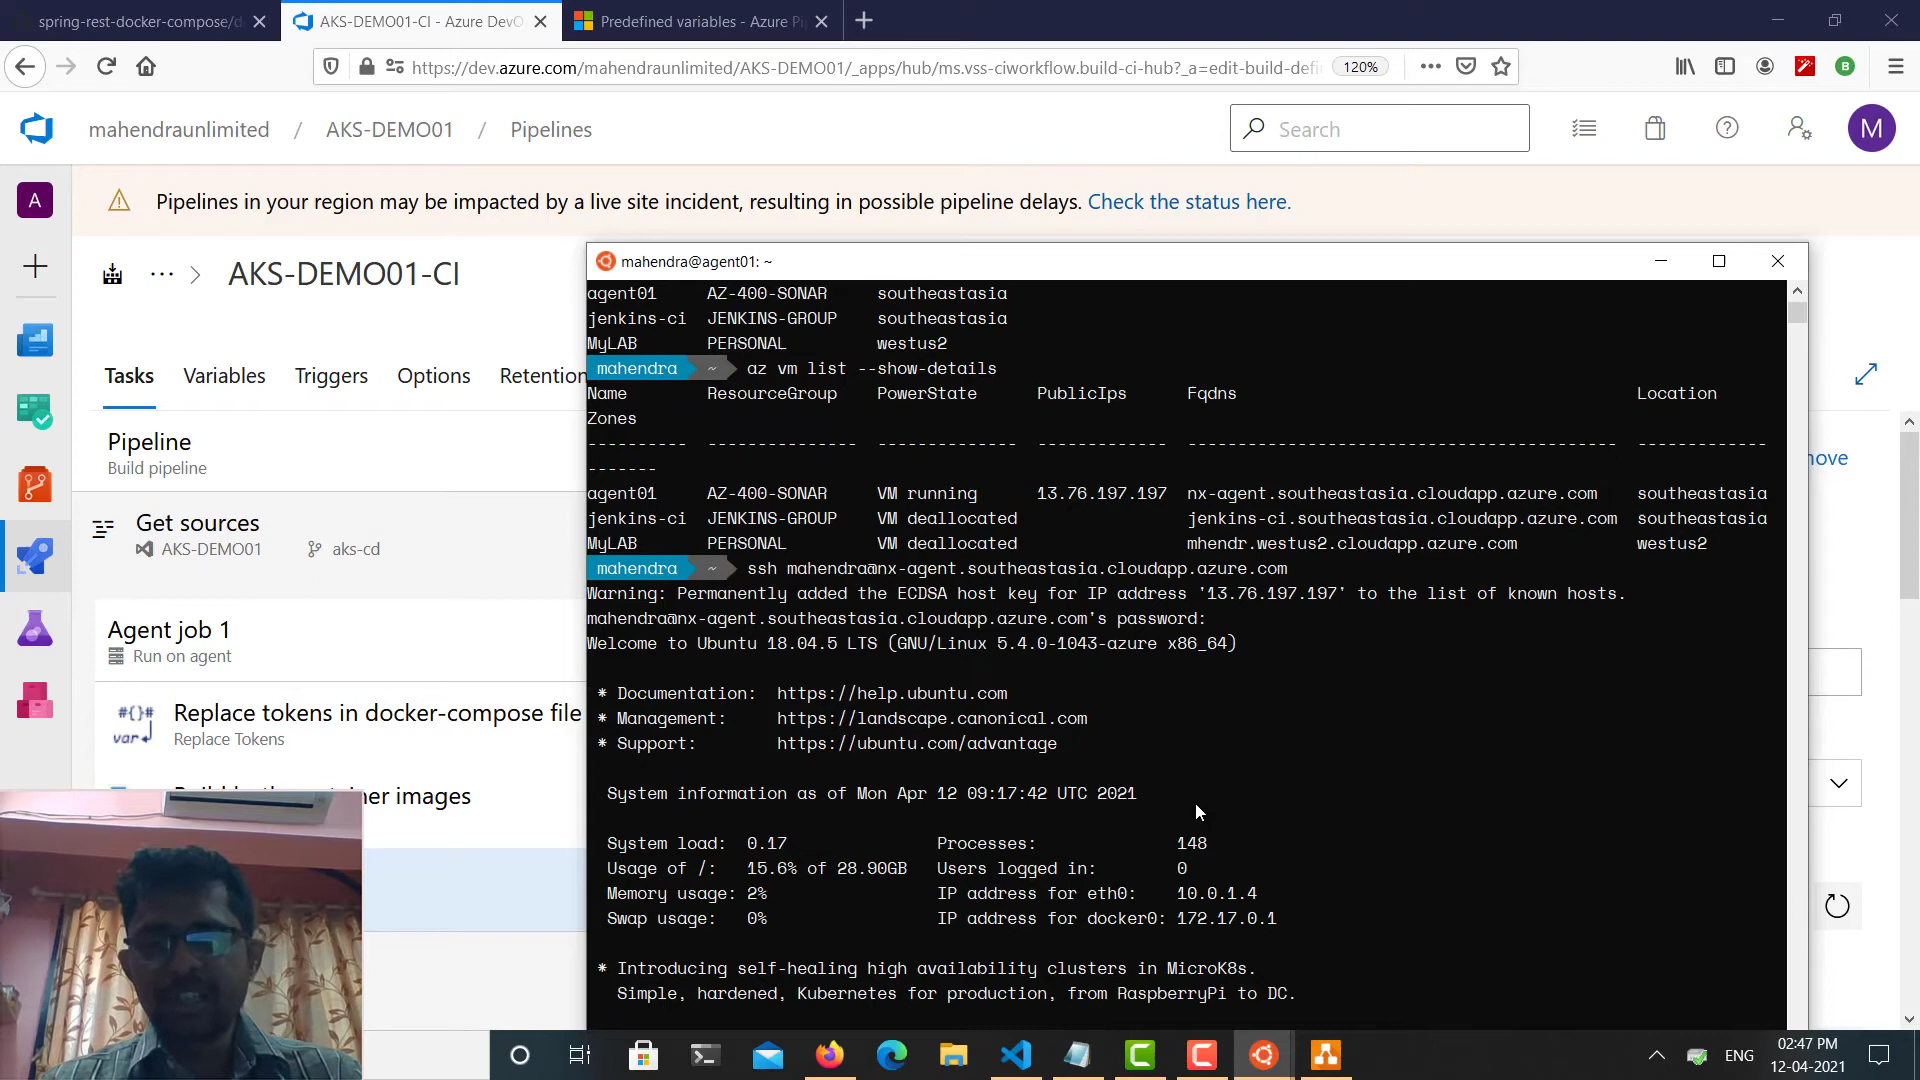 spring-rest-docker-compose/d
AKS-DEMO01-CI - Azure DevO
Predefined variables - Azure Pi
https://dev.azure.com/mahendraunlimited/AKS-DEMO01/_apps/hub/ms.vss-ciworkflow.build-ci-hub?_a=edit-build-defi
120%
B
mahendraunlimited / AKS-DEMO01 / Pipelines
Search
M
A
Pipelines in your region may be impacted by a live site incident, resulting in possible pipeline delays. Check the status here.
AKS-DEMO01-CI
Tasks Variables Triggers Options Retention
Pipeline
Build pipeline
Get sources
AKS-DEMO01 aks-cd
Agent job 1
Run on agent
#{}#
var
Replace tokens in docker-compose file
Replace Tokens
images
mahendra@agent01: ~
agent01 AZ-400-SONAR southeastasia
jenkins-ci JENKINS-GROUP southeastasia
MyLAB PERSONAL westus2
mahendra ~ az vm list --show-details
Name ResourceGroup PowerState PublicIps Fqdns Location
Zones
---------- --------------- -------------- ------------- ------------------------------------------- -------------
-------
agent01 AZ-400-SONAR VM running 13.76.197.197 nx-agent.southeastasia.cloudapp.azure.com southeastasia
jenkins-ci JENKINS-GROUP VM deallocated jenkins-ci.southeastasia.cloudapp.azure.com southeastasia
MyLAB PERSONAL VM deallocated mhendr.westus2.cloudapp.azure.com westus2
mahendra ~ ssh mahendra@nx-agent.southeastasia.cloudapp.azure.com
Warning: Permanently added the ECDSA host key for IP address '13.76.197.197' to the list of known hosts.
mahendra@nx-agent.southeastasia.cloudapp.azure.com's password:
Welcome to Ubuntu 18.04.5 LTS (GNU/Linux 5.4.0-1043-azure x86_64)
* Documentation: https://help.ubuntu.com
* Management: https://landscape.canonical.com
* Support: https://ubuntu.com/advantage
System information as of Mon Apr 12 09:17:42 UTC 2021
System load: 0.17 Processes: 148
Usage of /: 15.6% of 28.90GB Users logged in: 0
Memory usage: 2% IP address for eth0: 10.0.1.4
Swap usage: 0% IP address for docker0: 172.17.0.1
* Introducing self-healing high availability clusters in MicroK8s.
Simple, hardened, Kubernetes for production, from RaspberryPi to DC.
move
ENG
02:47 PM
12-04-2021